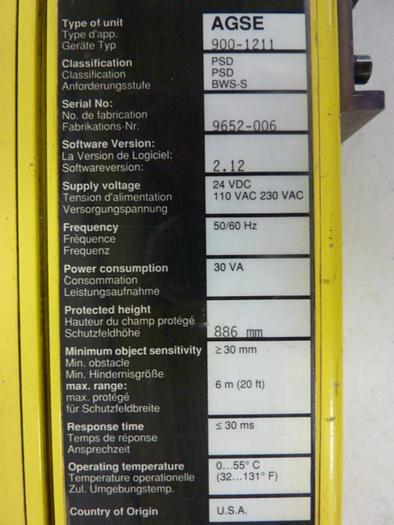 Type of unit AGSE
Type d'app.
Geräte Typ 900-1211
Classification PSD
Classification PSD
Anforderungsstufe BWS-S
Serial No:
No. de fabrication
Fabrikations-Nr. 9652-006
Software Version:
La Version de Logiciel:
Softwareversion: 2.12
Supply voltage 24 VDC
Tension d'alimentation 110 VAC 230 VAC
Versorgungspannung
Frequency 50/60 Hz
Fréquence
Frequenz
Power consumption 30 VA
Consommation
Leistungsaufnahme
Protected height
Hauteur du champ protégé
Schutzfeldhöhe 886 mm
Minimum object sensitivity ≥ 30 mm
Min. obstacle
Min. Hindernisgröße
max. range: 6 m (20 ft)
max. protégé
für Schutzfeldbreite
Response time ≤ 30 ms
Temps de réponse
Ansprechzeit
Operating temperature 0...55° C
Temperature operationelle (32...131° F)
Zul. Umgebungstemp.
Country of Origin U.S.A.